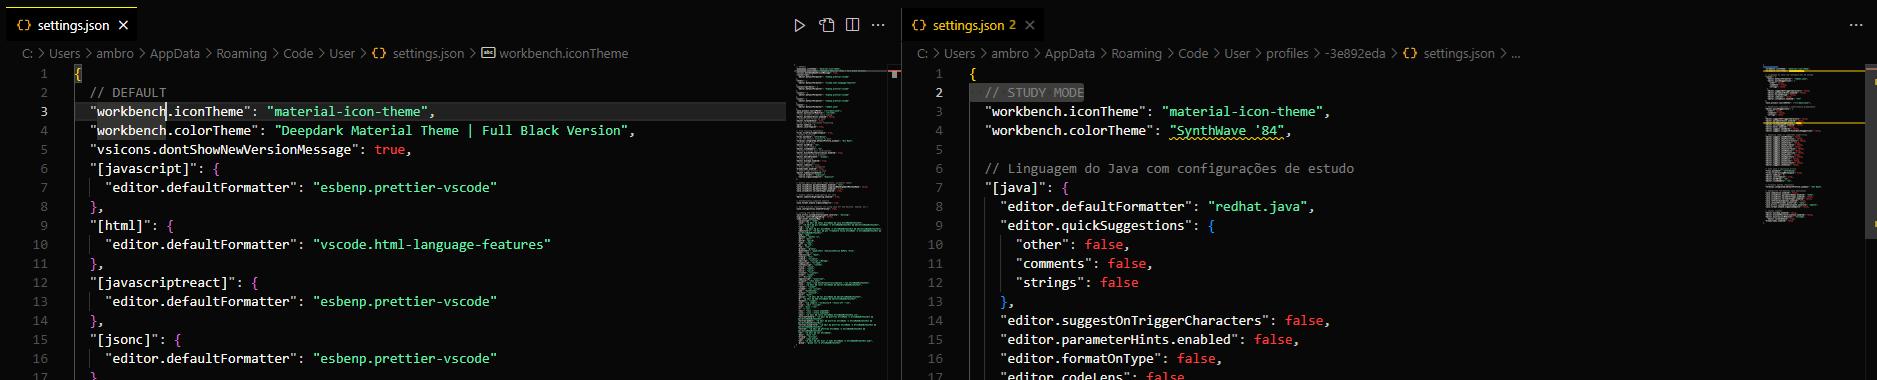 settings.json
C: > Users > ambro > AppData > Roaming > Code > User > settings.json > workbench.iconTheme
1 {
2 // DEFAULT
3 "workbench.iconTheme": "material-icon-theme",
4 "workbench.colorTheme": "Deepdark Material Theme | Full Black Version",
5 "vsicons.dontShowNewVersionMessage": true,
6 "[javascript]": {
7 "editor.defaultFormatter": "esbenp.prettier-vscode"
8 },
9 "[html]": {
10 "editor.defaultFormatter": "vscode.html-language-features"
11 },
12 "[javascriptreact]": {
13 "editor.defaultFormatter": "esbenp.prettier-vscode"
14 },
15 "[jsonc]": {
16 "editor.defaultFormatter": "esbenp.prettier-vscode"
17 }
settings.json 2
C: > Users > ambro > AppData > Roaming > Code > User > profiles > -3e892eda > settings.json > ...
1 {
2 // STUDY MODE
3 "workbench.iconTheme": "material-icon-theme",
4 "workbench.colorTheme": "SynthWave '84",
5
6 // Linguagem do Java com configurações de estudo
7 "[java]": {
8 "editor.defaultFormatter": "redhat.java",
9 "editor.quickSuggestions": {
10 "other": false,
11 "comments": false,
12 "strings": false
13 },
14 "editor.suggestOnTriggerCharacters": false,
15 "editor.parameterHints.enabled": false,
16 "editor.formatOnType": false,
17 "editor.codeLens": false